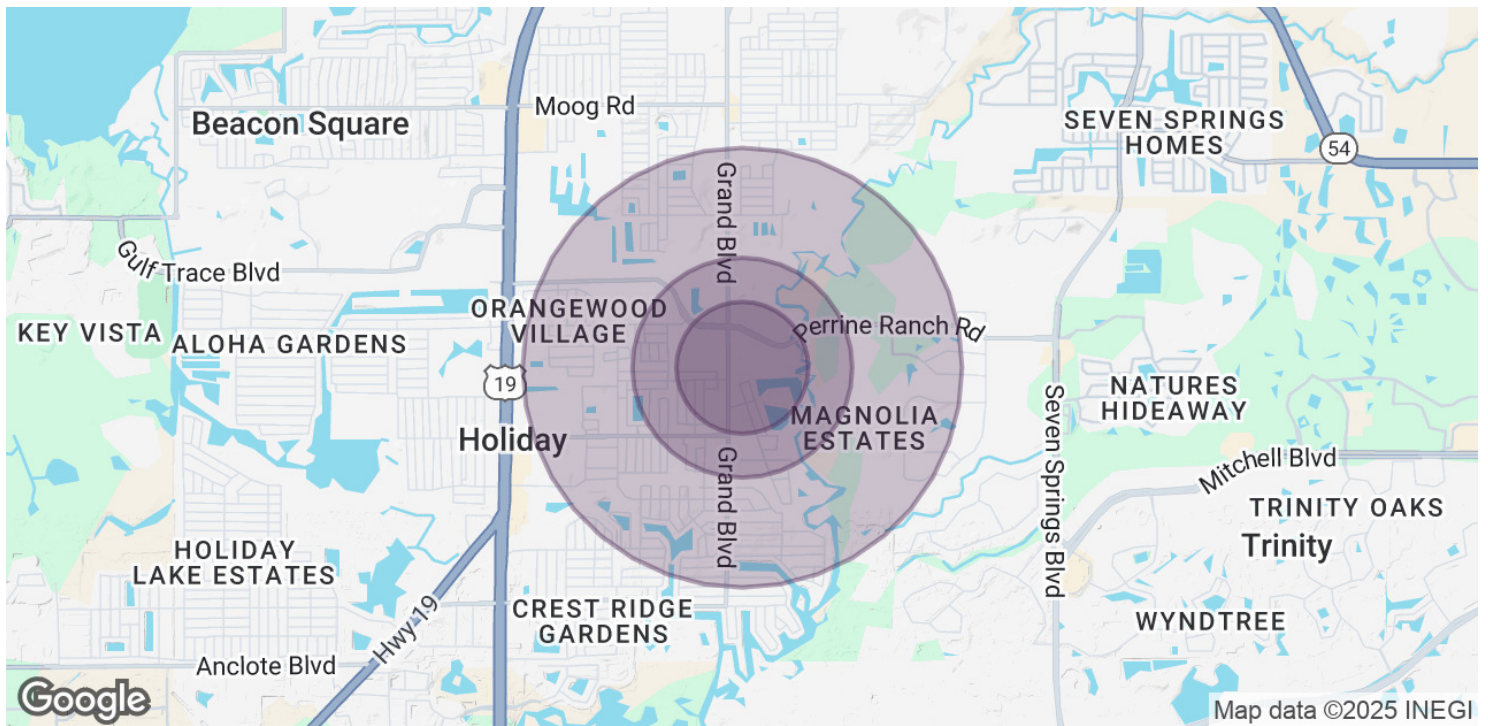 Moog Rd
Beacon Square
SEVEN SPRINGS
HOMES
54
Grand Blvd
Gulf Trace Blvd
ORANGEWOOD
VILLAGE
Perrine Ranch Rd
KEY VISTA
ALOHA GARDENS
19
NATURES
HIDEAWAY
MAGNOLIA
ESTATES
Holiday
Seven Springs Blvd
Mitchell Blvd
Grand Blvd
TRINITY OAKS
Trinity
HOLIDAY
LAKE ESTATES
CREST RIDGE
GARDENS
Hwy 19
WYNDTREE
Anclote Blvd
Google
Map data ©2025 INEGI